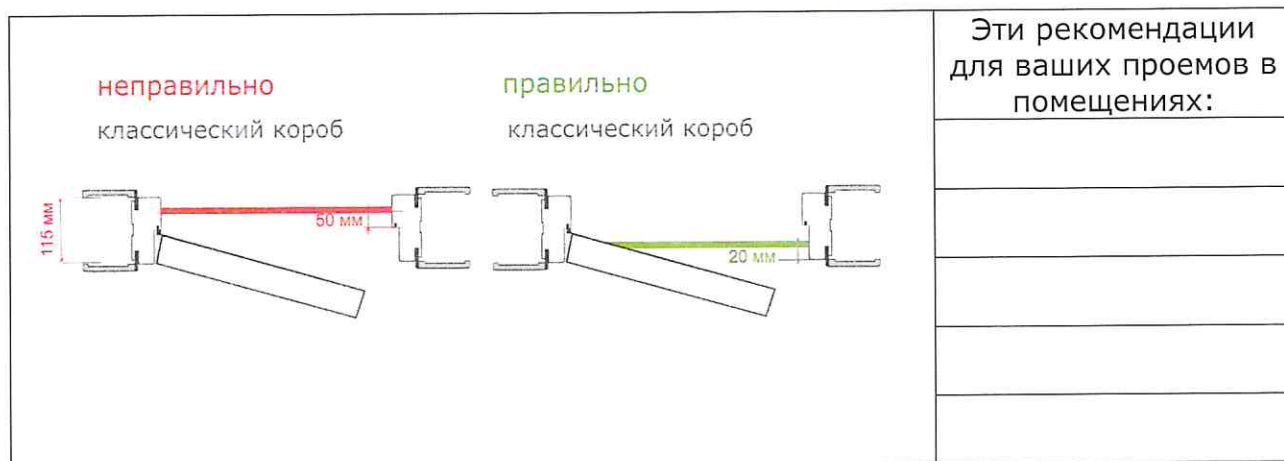 неправильно
классический короб
115 мм
50 мм
правильно
классический короб
20 мм
Эти рекомендации
для ваших проемов в
помещениях: